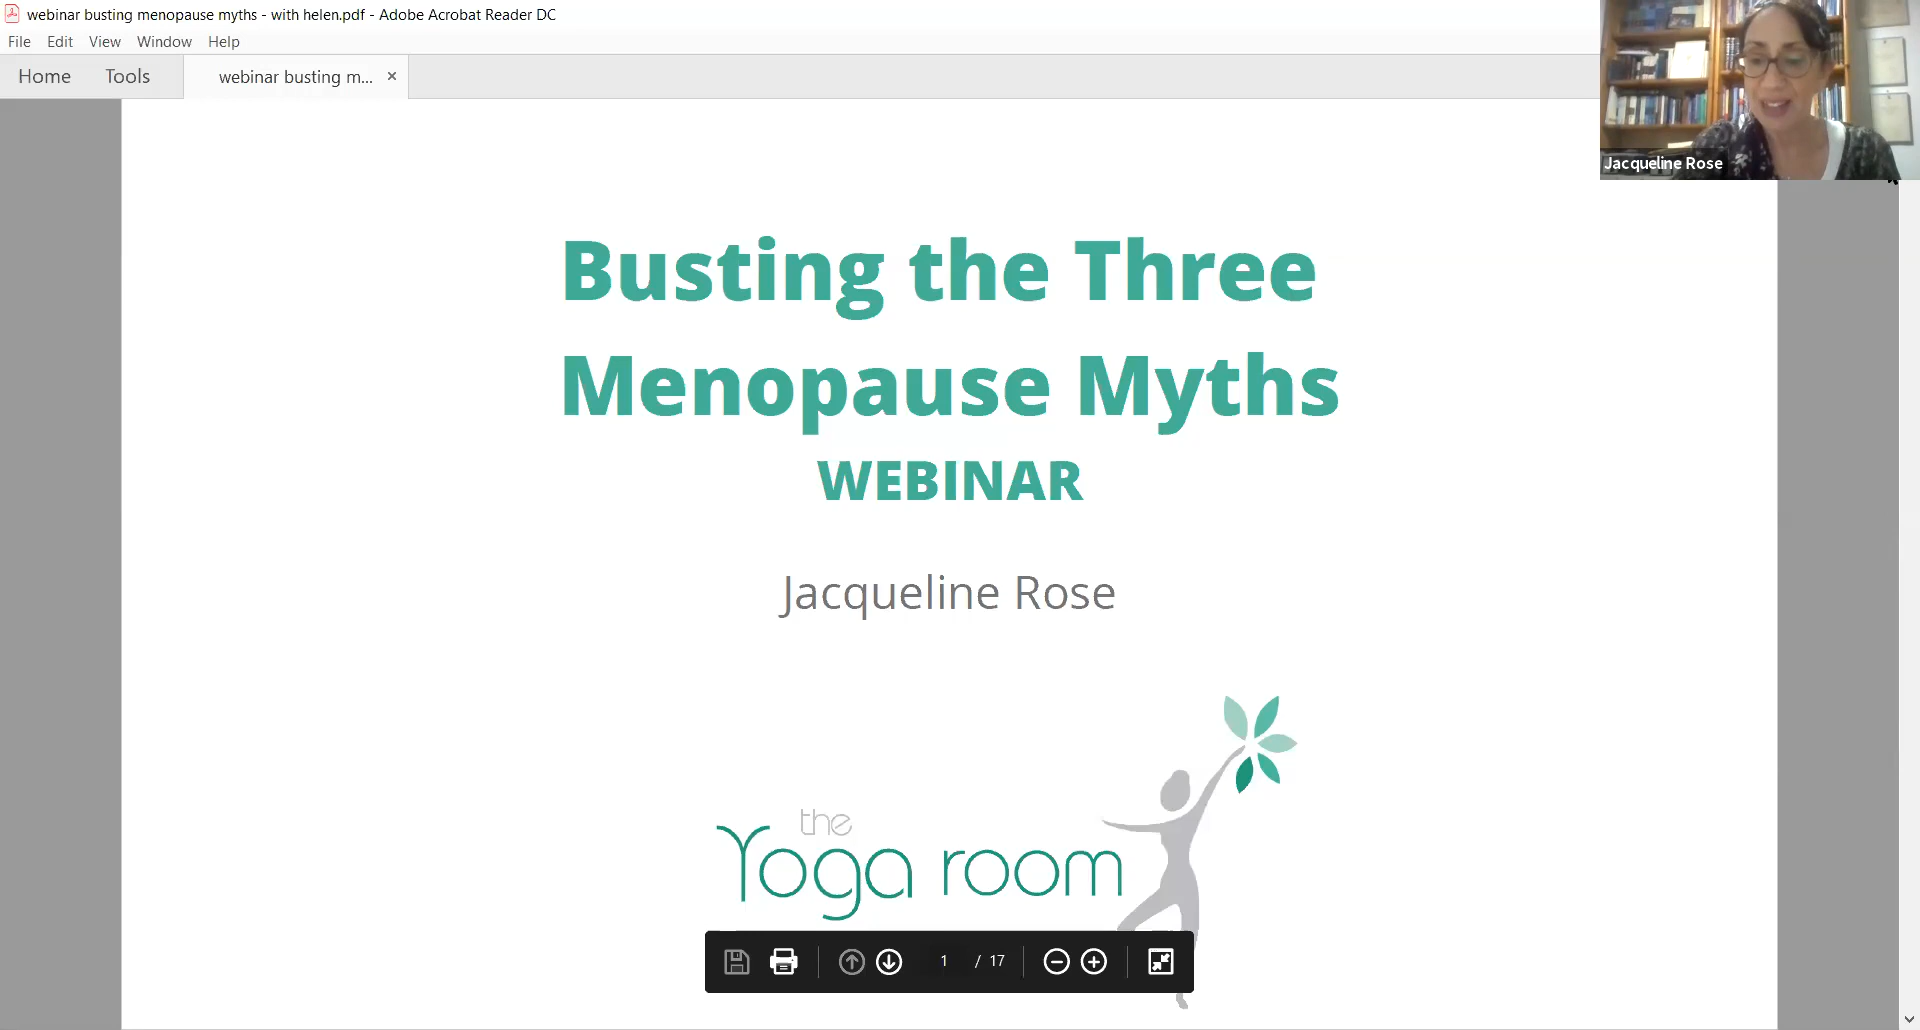 webinar busting menopause myths - with helen.pdf - Adobe Acrobat Reader DC
File Edit View Window Help
Home Tools webinar busting m... ×
Jacqueline Rose
Busting the Three
Menopause Myths
WEBINAR
Jacqueline Rose
the
Yoga room
1 / 17